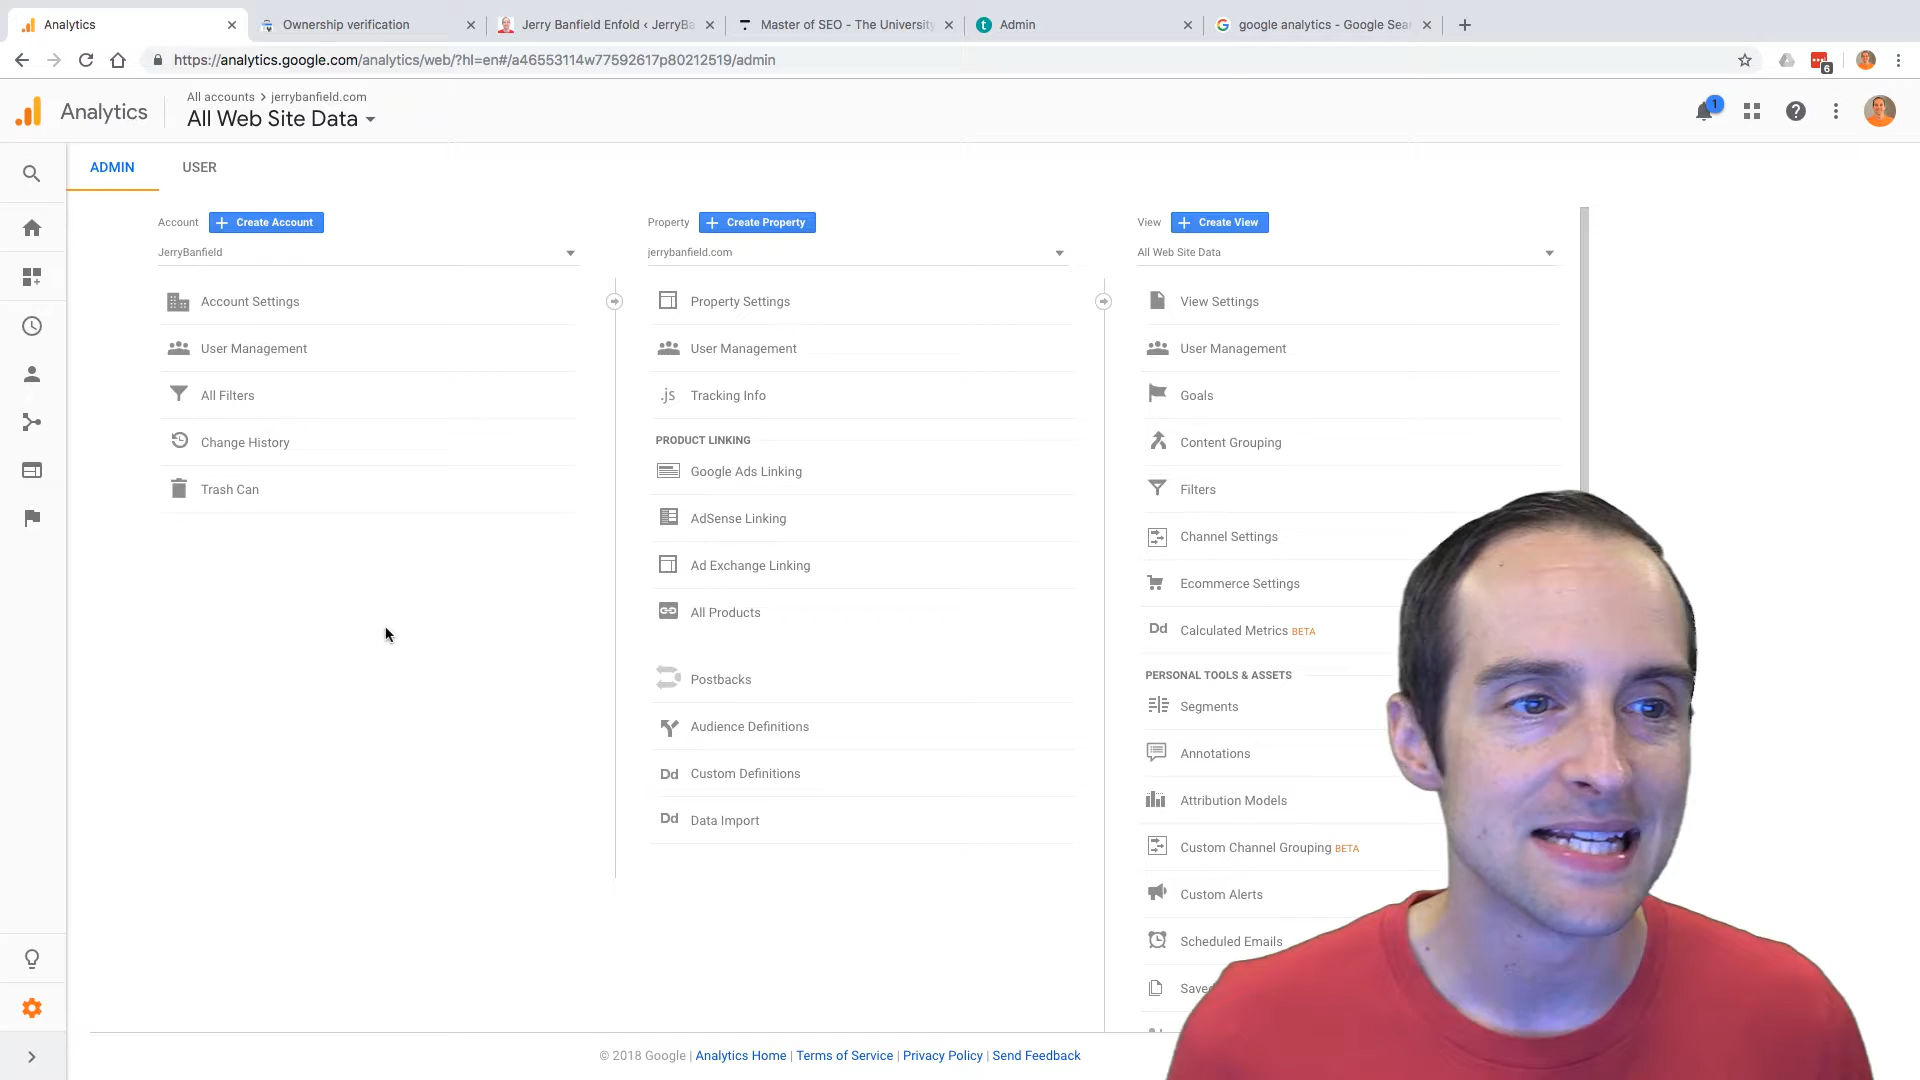 Analytics
Ownership verification
Jerry Banfield Enfold ‹ JerryBa
Master of SEO - The University
Admin
google analytics - Google Sear
https://analytics.google.com/analytics/web/?hl=en#/a46553114w77592617p80212519/admin
6
Analytics
All accounts > jerrybanfield.com
All Web Site Data
1
ADMIN
USER
Account
Create Account
JerryBanfield
Account Settings
User Management
All Filters
Change History
Trash Can
Property
Create Property
jerrybanfield.com
Property Settings
User Management
.js
Tracking Info
PRODUCT LINKING
Google Ads Linking
AdSense Linking
Ad Exchange Linking
All Products
Postbacks
Audience Definitions
Dd
Custom Definitions
Dd
Data Import
View
Create View
All Web Site Data
View Settings
User Management
Goals
Content Grouping
Filters
Channel Settings
Ecommerce Settings
Dd
Calculated Metrics BETA
PERSONAL TOOLS & ASSETS
Segments
Annotations
Attribution Models
Custom Channel Grouping BETA
Custom Alerts
Scheduled Emails
© 2018 Google | Analytics Home | Terms of Service | Privacy Policy | Send Feedback